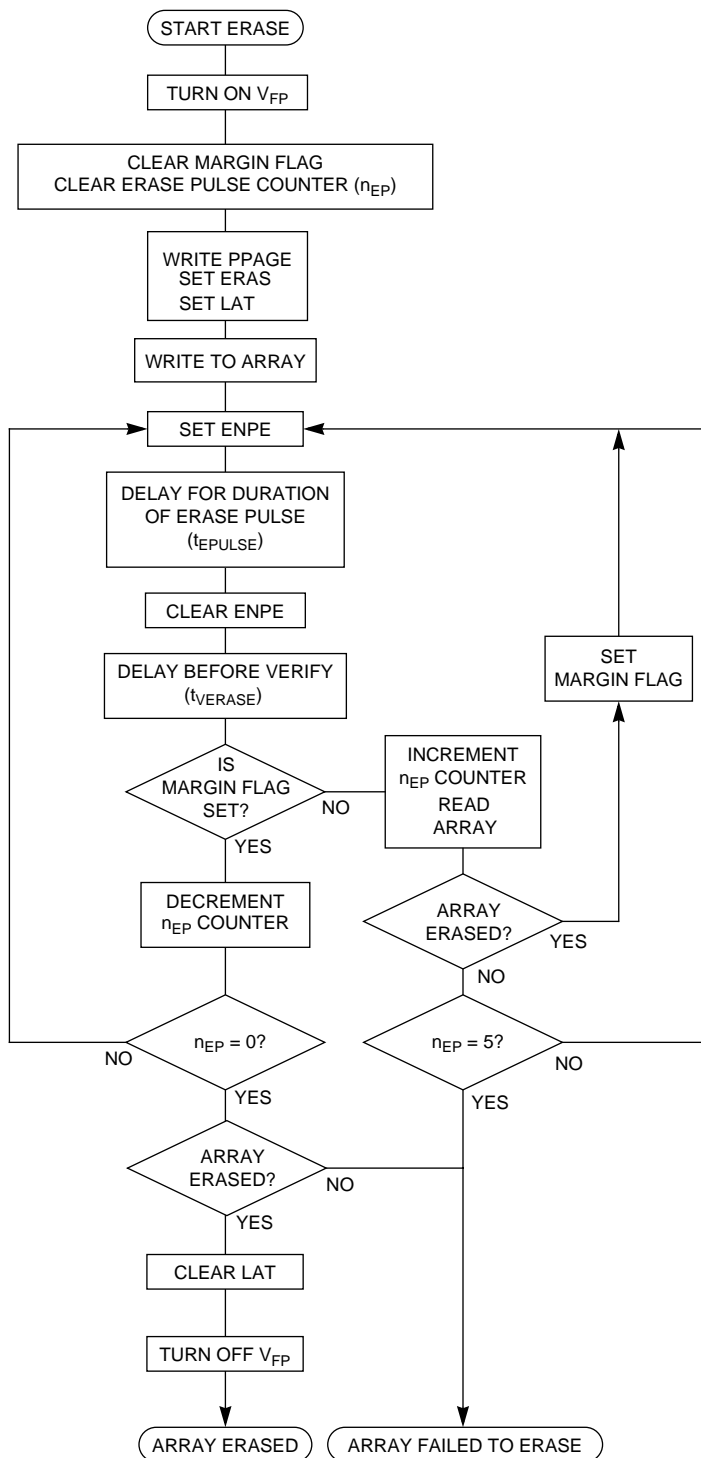 START ERASE
TURN ON VFP
CLEAR MARGIN FLAG
CLEAR ERASE PULSE COUNTER (nEP)
WRITE PPAGE
SET ERAS
SET LAT
WRITE TO ARRAY
SET ENPE
DELAY FOR DURATION
OF ERASE PULSE
(tEPULSE)
CLEAR ENPE
DELAY BEFORE VERIFY
(tVERASE)
SET
MARGIN FLAG
IS
MARGIN FLAG
SET?
NO
YES
INCREMENT
nEP COUNTER
READ
ARRAY
DECREMENT
nEP COUNTER
ARRAY
ERASED?
YES
NO
nEP = 0?
NO
YES
nEP = 5?
NO
YES
ARRAY
ERASED?
NO
YES
CLEAR LAT
TURN OFF VFP
ARRAY ERASED
ARRAY FAILED TO ERASE